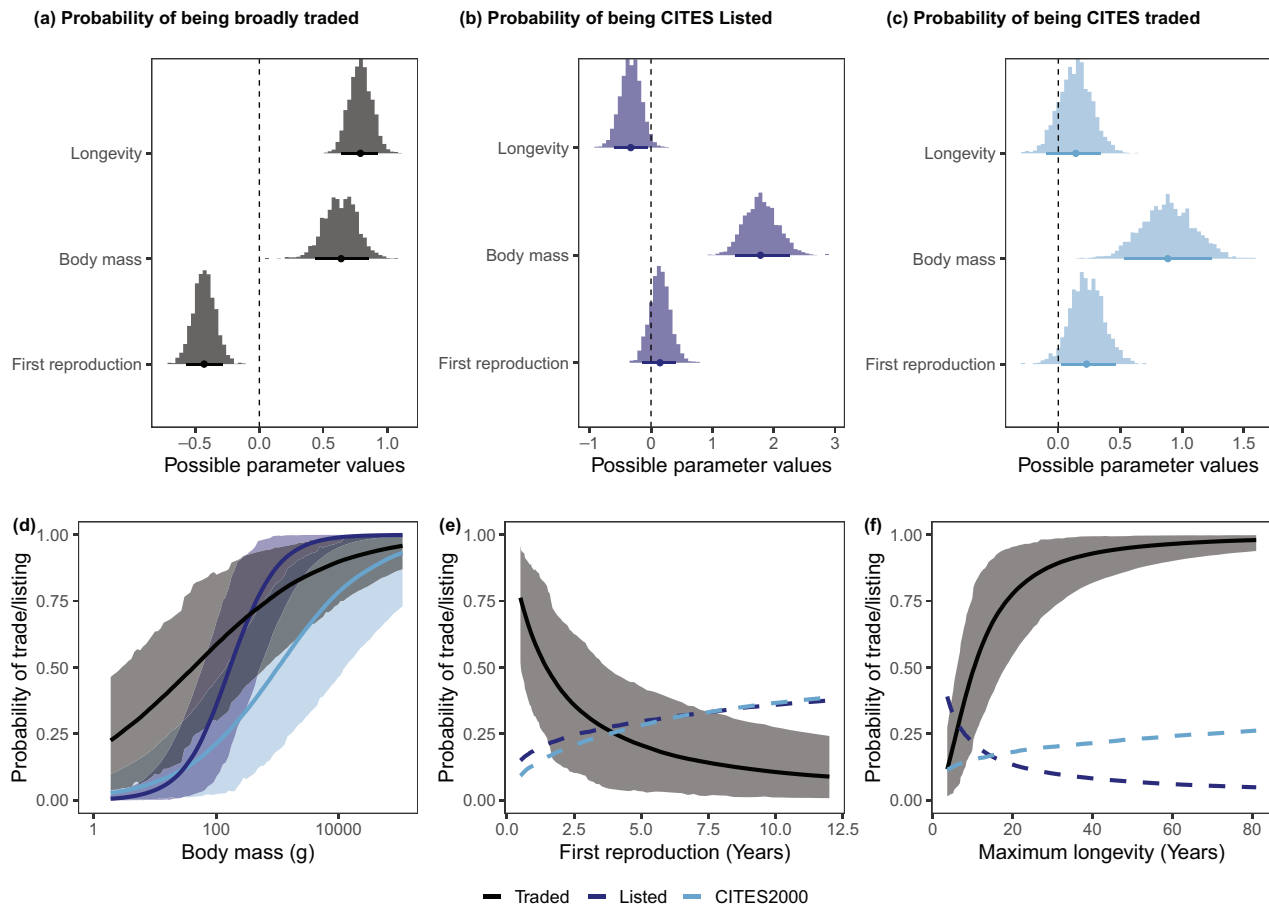 (a) Probability of being broadly traded
(b) Probability of being CITES Listed
(c) Probability of being CITES traded
Longevity
Body mass
First reproduction
−0.5 0.0 0.5 1.0
Possible parameter values
Longevity
Body mass
First reproduction
−1 0 1 2 3
Possible parameter values
Longevity
Body mass
First reproduction
0.0 0.5 1.0 1.5
Possible parameter values
(d)
Probability of trade/listing
1.00
0.75
0.50
0.25
0.00
1 100 10000
Body mass (g)
(e)
Probability of trade/listing
1.00
0.75
0.50
0.25
0.00
0.0 2.5 5.0 7.5 10.0 12.5
First reproduction (Years)
(f)
Probability of trade/listing
1.00
0.75
0.50
0.25
0.00
0 20 40 60 80
Maximum longevity (Years)
Traded Listed CITES2000